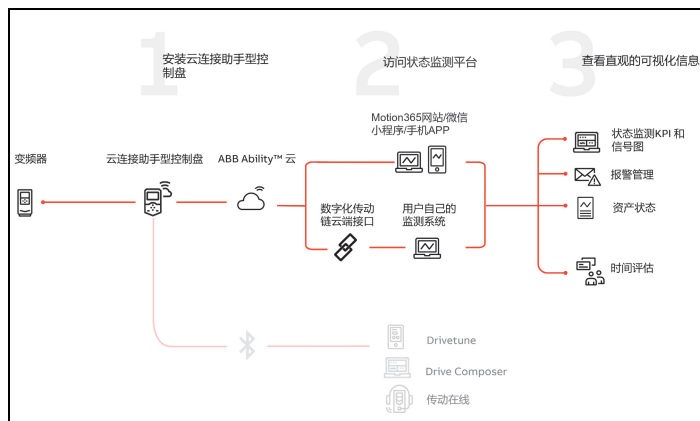 1
安装云连接助手型控
制盘
2
访问状态监测平台
3
查看直观的可视化信息
变频器
云连接助手型控制盘
ABB Ability™ 云
Motion365网站/微信
小程序/手机APP
数字化传动
链云端接口
用户自己的
监测系统
状态监测KPI 和
信号图
报警管理
资产状态
时间评估
Drivetune
Drive Composer
传动在线